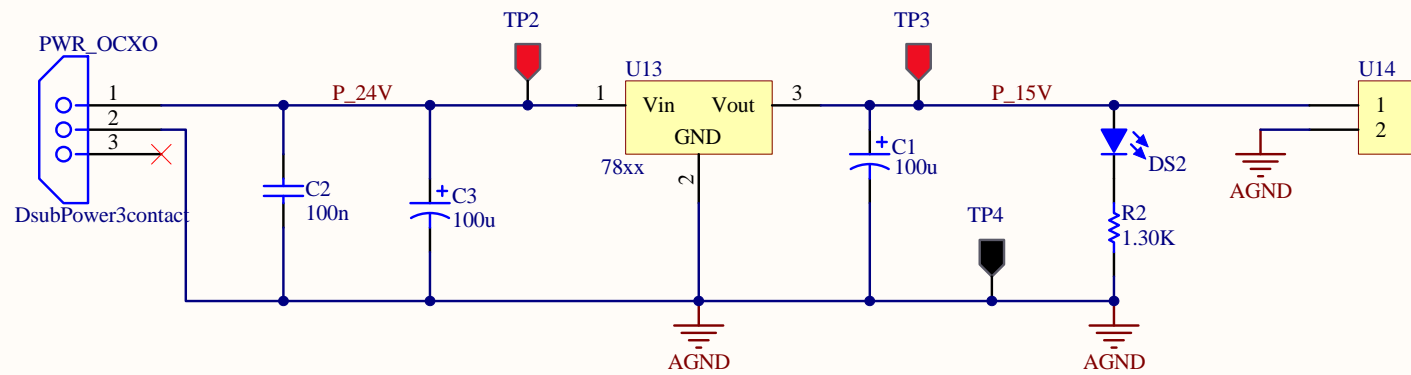 TP2
TP3
PWR_OCXO
U13
U14
1
P_24V
1
Vin
Vout
3
P_15V
1
2
GND
2
3
C1
100u
DS2
78xx
2
AGND
C2
100n
C3
100u
DsubPower3contact
TP4
R2
1.30K
AGND
AGND